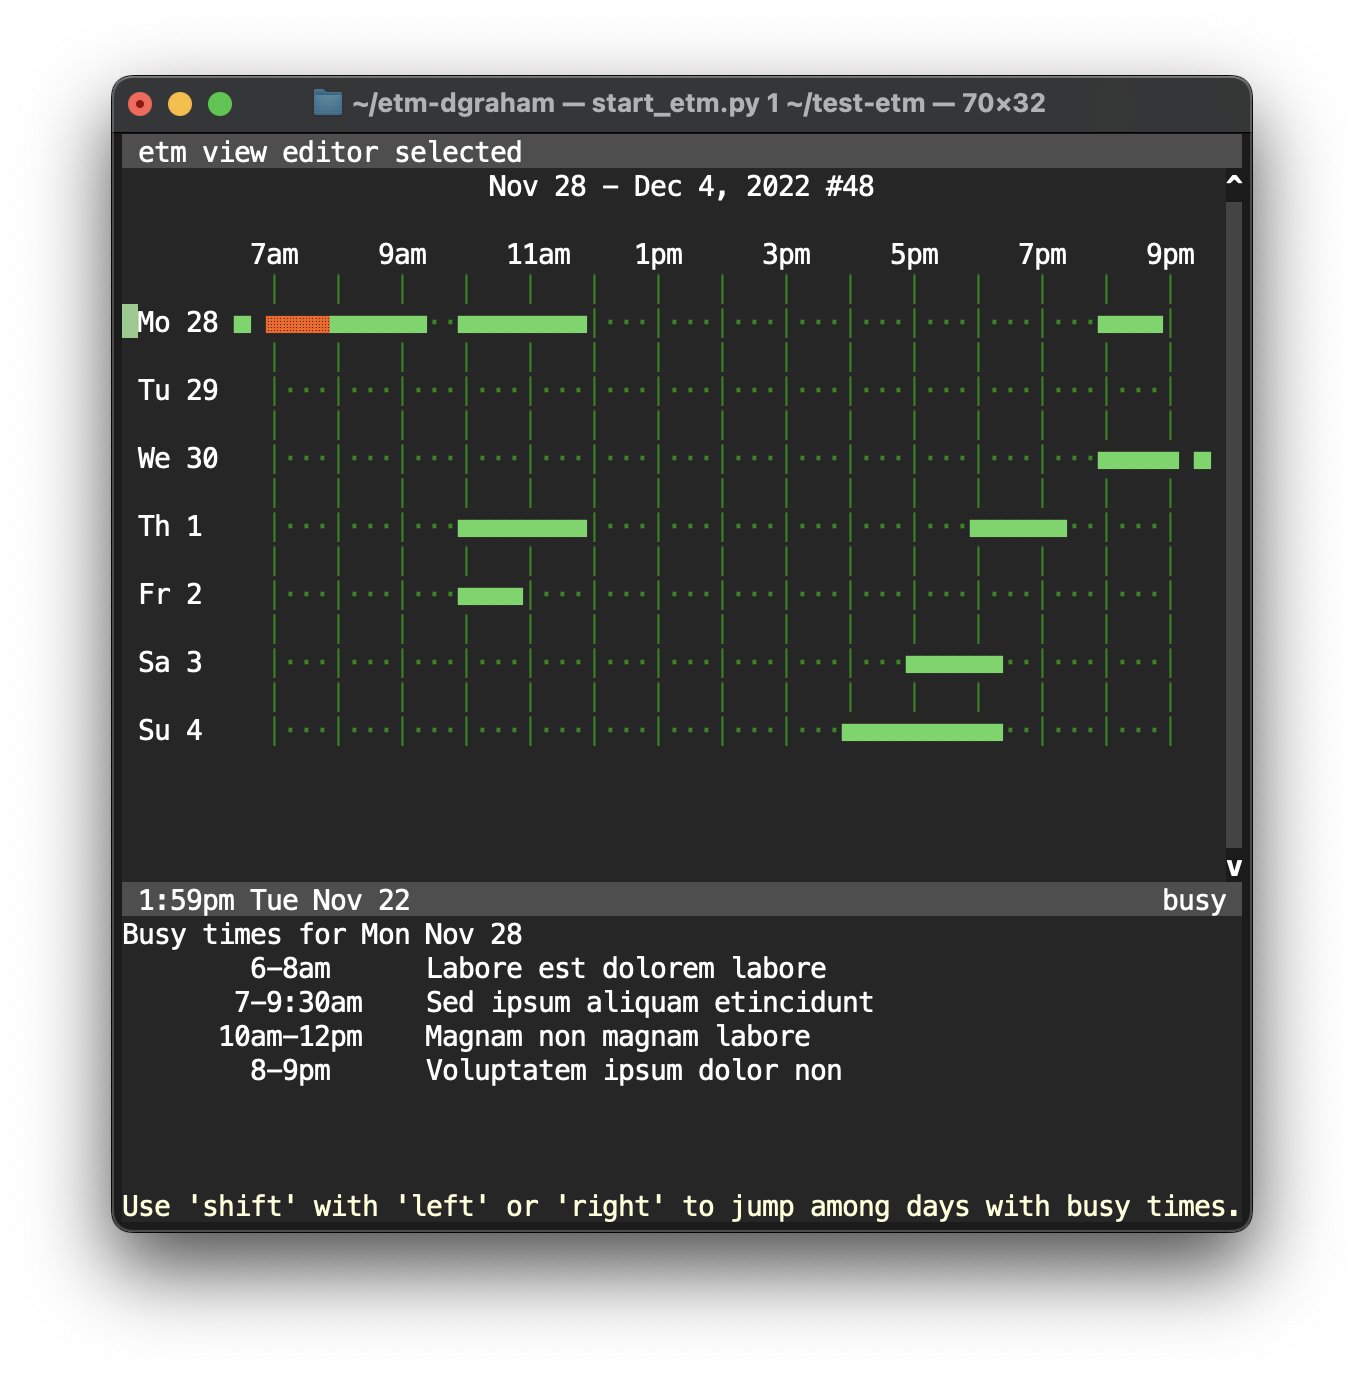 ~/etm-dgraham — start_etm.py 1 ~/test-etm — 70×32
etm view editor selected
Nov 28 - Dec 4, 2022 #48
^
7am 9am 11am 1pm 3pm 5pm 7pm 9pm
Mo 28
Tu 29
We 30
Th 1
Fr 2
Sa 3
Su 4
v
1:59pm Tue Nov 22 busy
Busy times for Mon Nov 28
6-8am Labore est dolorem labore
7-9:30am Sed ipsum aliquam etincidunt
10am-12pm Magnam non magnam labore
8-9pm Voluptatem ipsum dolor non
Use 'shift' with 'left' or 'right' to jump among days with busy times.